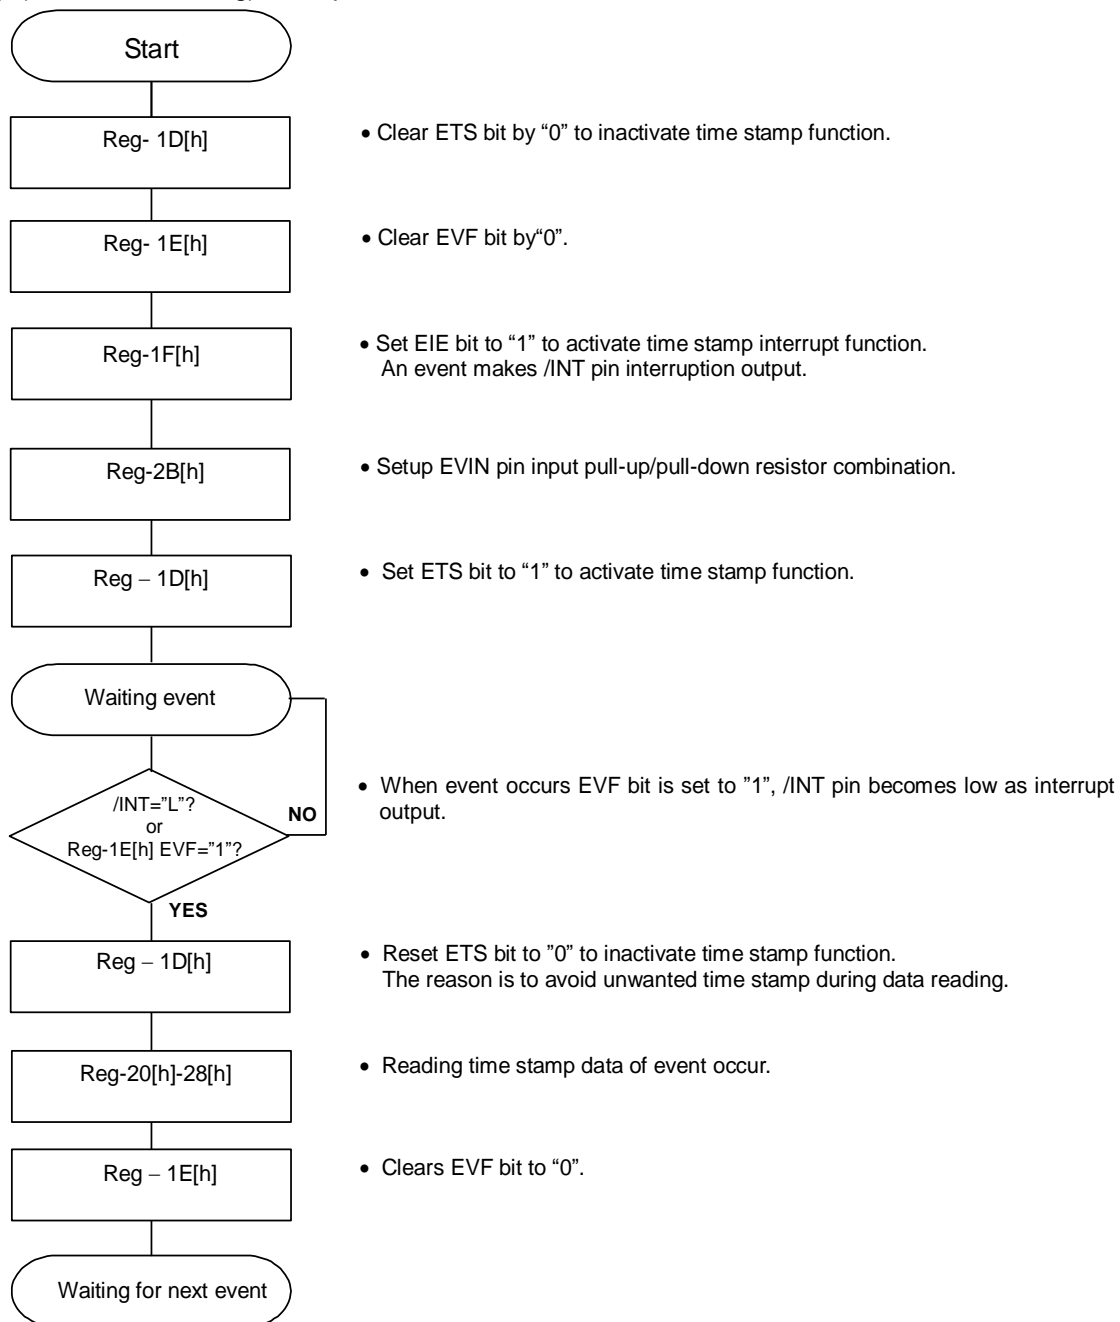 Start
Reg- 1D[h]
• Clear ETS bit by “0” to inactivate time stamp function.
Reg- 1E[h]
• Clear EVF bit by“0”.
Reg-1F[h]
• Set EIE bit to “1” to activate time stamp interrupt function.
An event makes /INT pin interruption output.
Reg-2B[h]
• Setup EVIN pin input pull-up/pull-down resistor combination.
Reg – 1D[h]
• Set ETS bit to “1” to activate time stamp function.
Waiting event
/INT=”L”?
or
Reg-1E[h] EVF=”1”?
NO
• When event occurs EVF bit is set to ”1”, /INT pin becomes low as interrupt
output.
YES
Reg – 1D[h]
• Reset ETS bit to ”0” to inactivate time stamp function.
The reason is to avoid unwanted time stamp during data reading.
Reg-20[h]-28[h]
• Reading time stamp data of event occur.
Reg – 1E[h]
• Clears EVF bit to “0”.
Waiting for next event